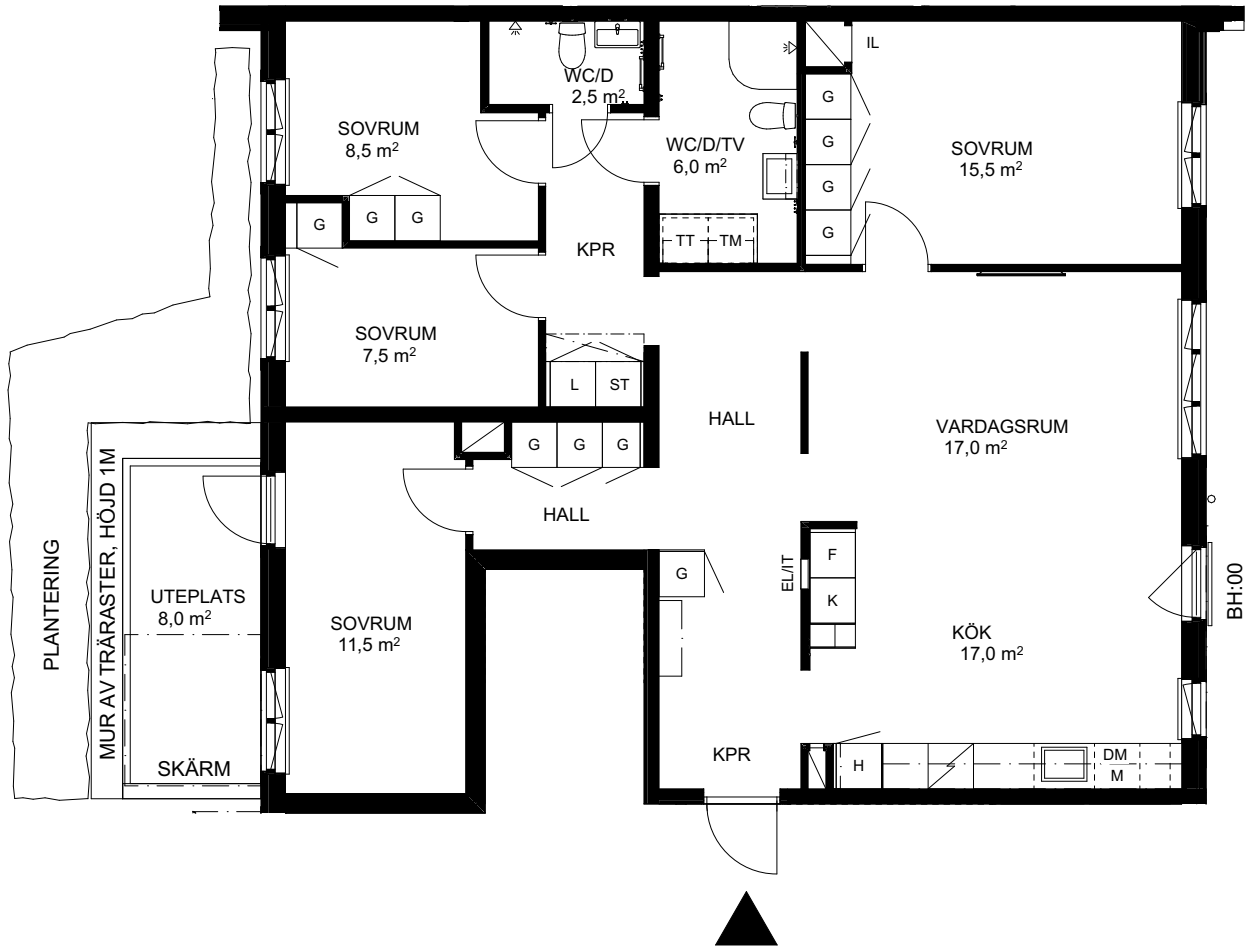 IL
WC/D
2,5 m²
G
SOVRUM
8,5 m²
WC/D/TV
6,0 m²
G
SOVRUM
15,5 m²
G
G
G
G
G
TT
TM
KPR
SOVRUM
7,5 m²
L
ST
HALL
VARDAGSRUM
17,0 m²
G
G
G
HALL
MUR AV TRÄRASTER, HÖJD 1M
PLANTERING
UTEPLATS
8,0 m²
SOVRUM
11,5 m²
G
EL/IT
F
K
KÖK
17,0 m²
BH:00
SKÄRM
KPR
H
DM
M